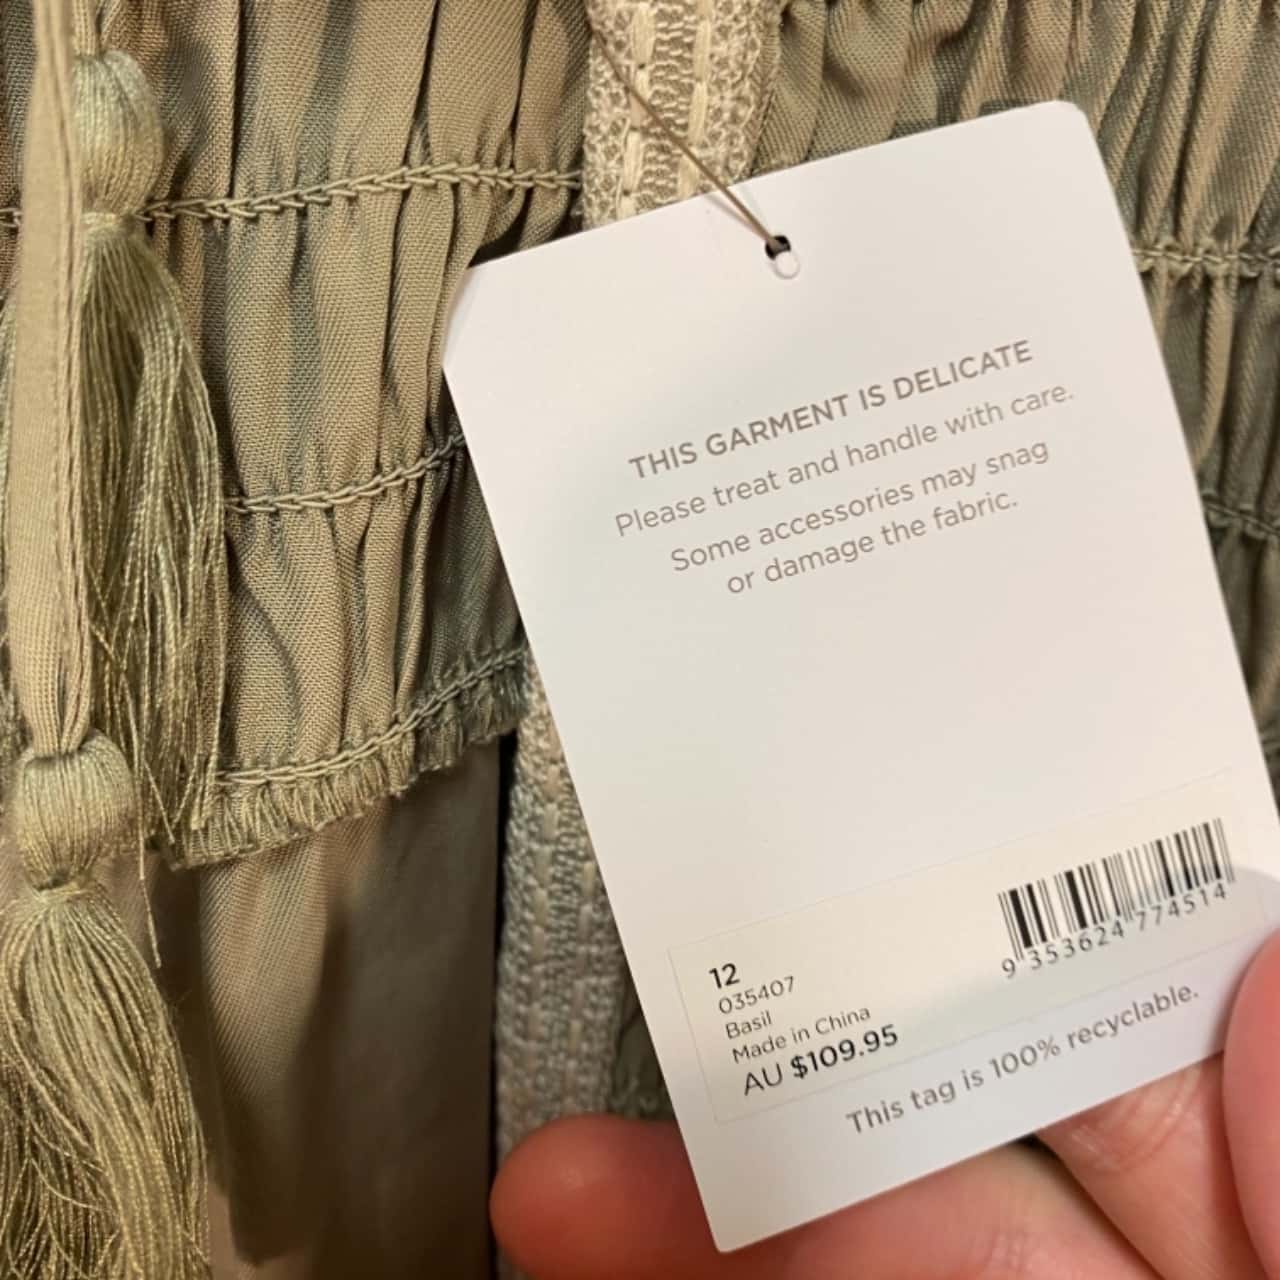 THIS GARMENT IS DELICATE
Please treat and handle with care.
Some accessories may snag
or damage the fabric.
12
035407
Basil
Made in China
AU $109.95
9 353624 774514
This tag is 100% recyclable.